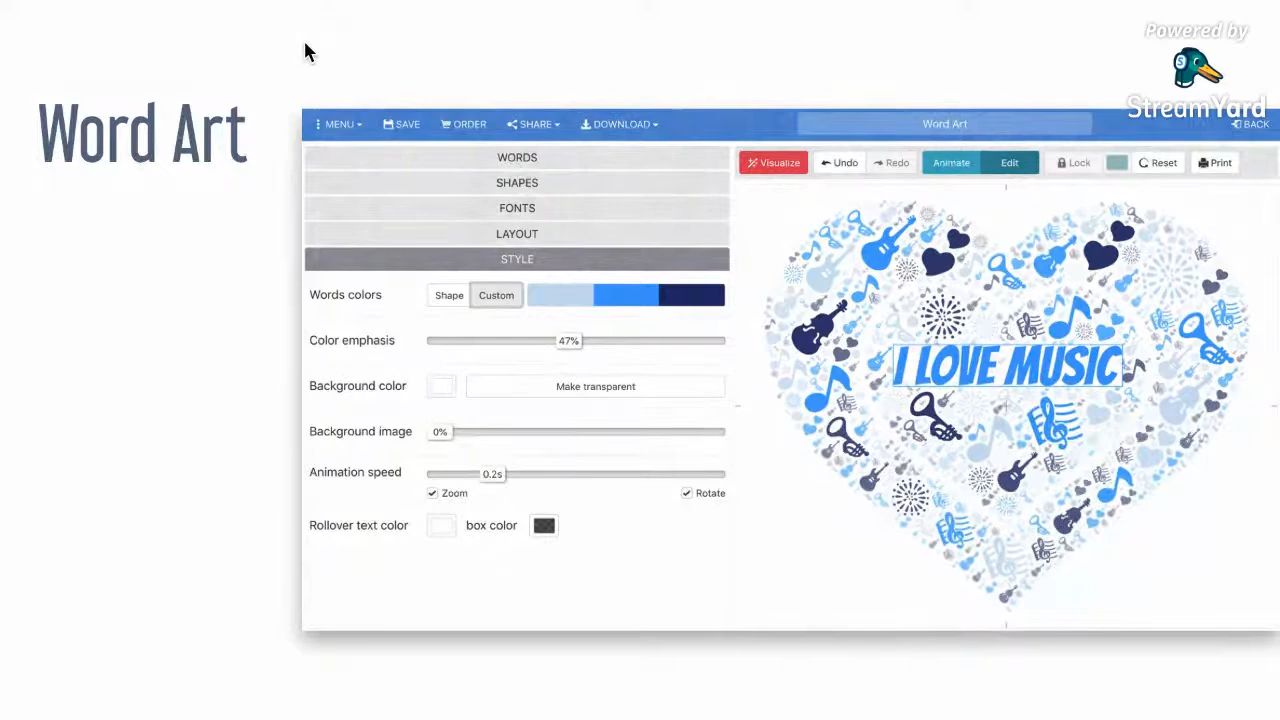 Powered by
StreamYard
Word Art
MENU SAVE ORDER SHARE DOWNLOAD Word Art BACK
WORDS
SHAPES
FONTS
LAYOUT
STYLE
Visualize Undo Redo Animate Edit Lock Reset Print
Words colors Shape Custom
Color emphasis 47%
Background color Make transparent
Background image 0%
Animation speed 0.2s
Zoom Rotate
Rollover text color box color
I LOVE MUSIC